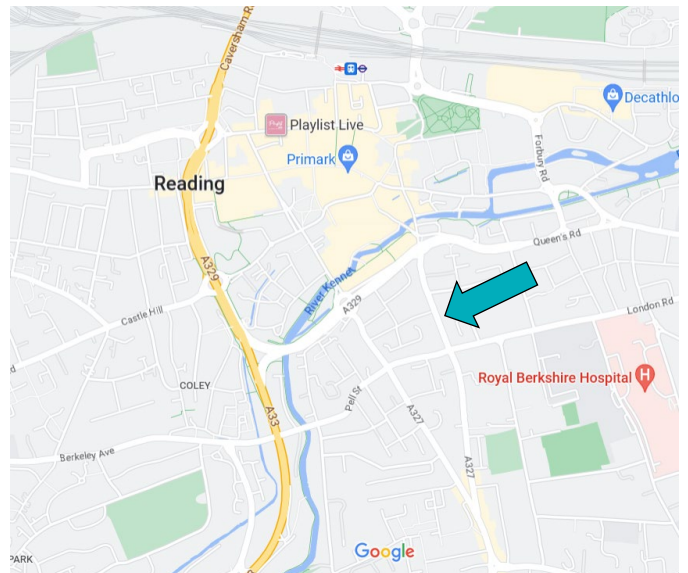 Caversham Rd
Decathlo
Playlist Live
Primark
Forbury Rd
Reading
Queen's Rd
A329
River Kennet
A329
Castle Hill
London Rd
COLEY
Royal Berkshire Hospital
H
Pell St
A33
A327
Berkeley Ave
A327
PARK
Google